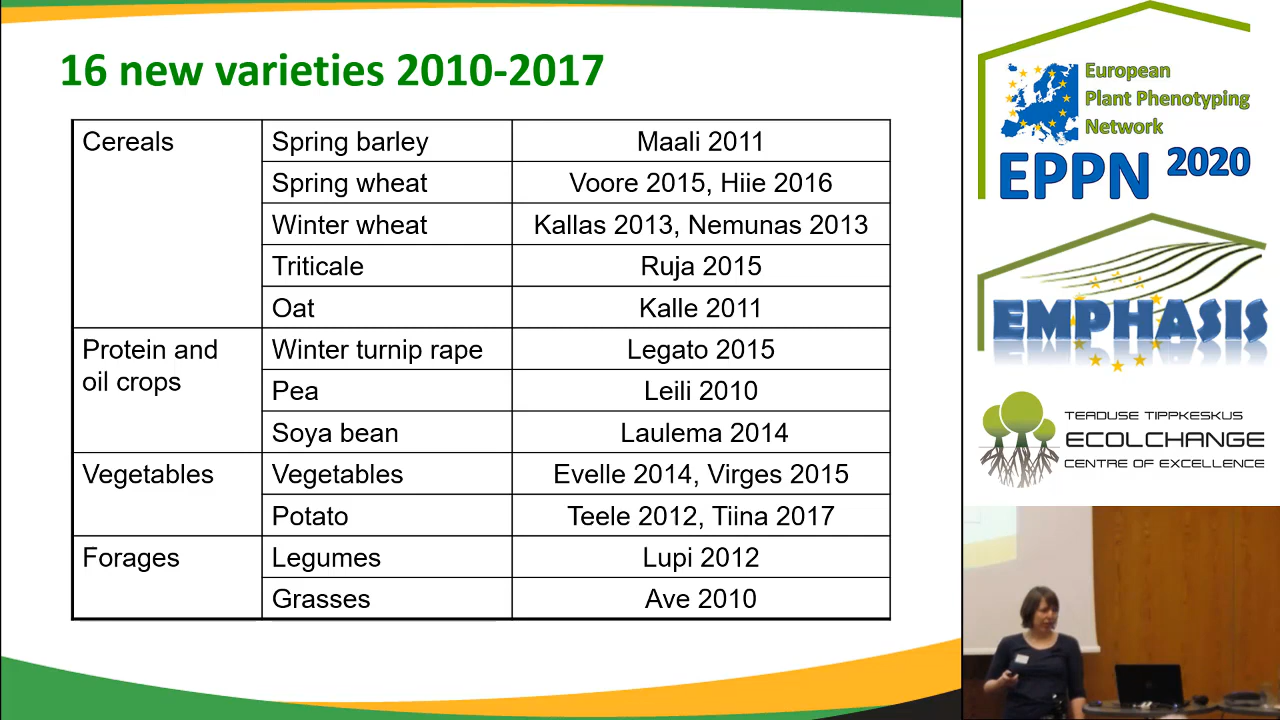 16 new varieties 2010-2017
Cereals
Spring barley
Maali 2011
Spring wheat
Voore 2015, Hiie 2016
Winter wheat
Kallas 2013, Nemunas 2013
Triticale
Ruja 2015
Oat
Kalle 2011
Protein and
oil crops
Winter turnip rape
Legato 2015
Pea
Leili 2010
Soya bean
Laulema 2014
Vegetables
Vegetables
Evelle 2014, Virges 2015
Potato
Teele 2012, Tiina 2017
Forages
Legumes
Lupi 2012
Grasses
Ave 2010
European
Plant Phenotyping
Network
EPPN 2020
EMPHASIS
TEADUSE TIPPKESKUS
ECOLCHANGE
CENTRE OF EXCELLENCE